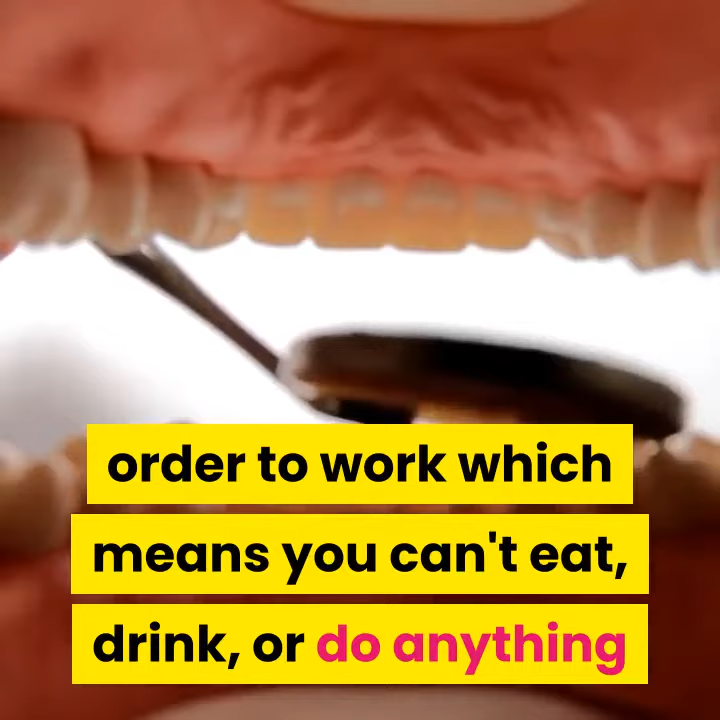 order to work which
means you can't eat,
drink, or do anything